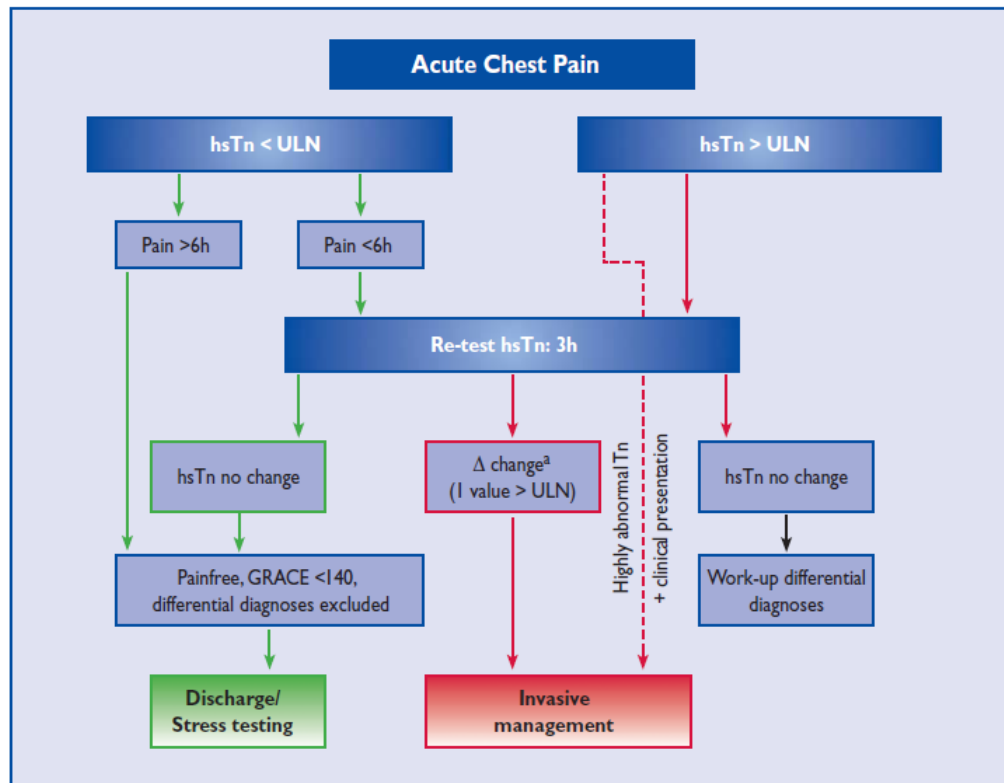 Acute Chest Pain
hsTn < ULN
hsTn > ULN
Pain >6h
Pain <6h
Re-test hsTn: 3h
hsTn no change
Δ changeᵃ
(1 value > ULN)
Highly abnormal Tn
+ clinical presentation
hsTn no change
Painfree, GRACE <140,
differential diagnoses excluded
Work-up differential
diagnoses
Discharge/
Stress testing
Invasive
management